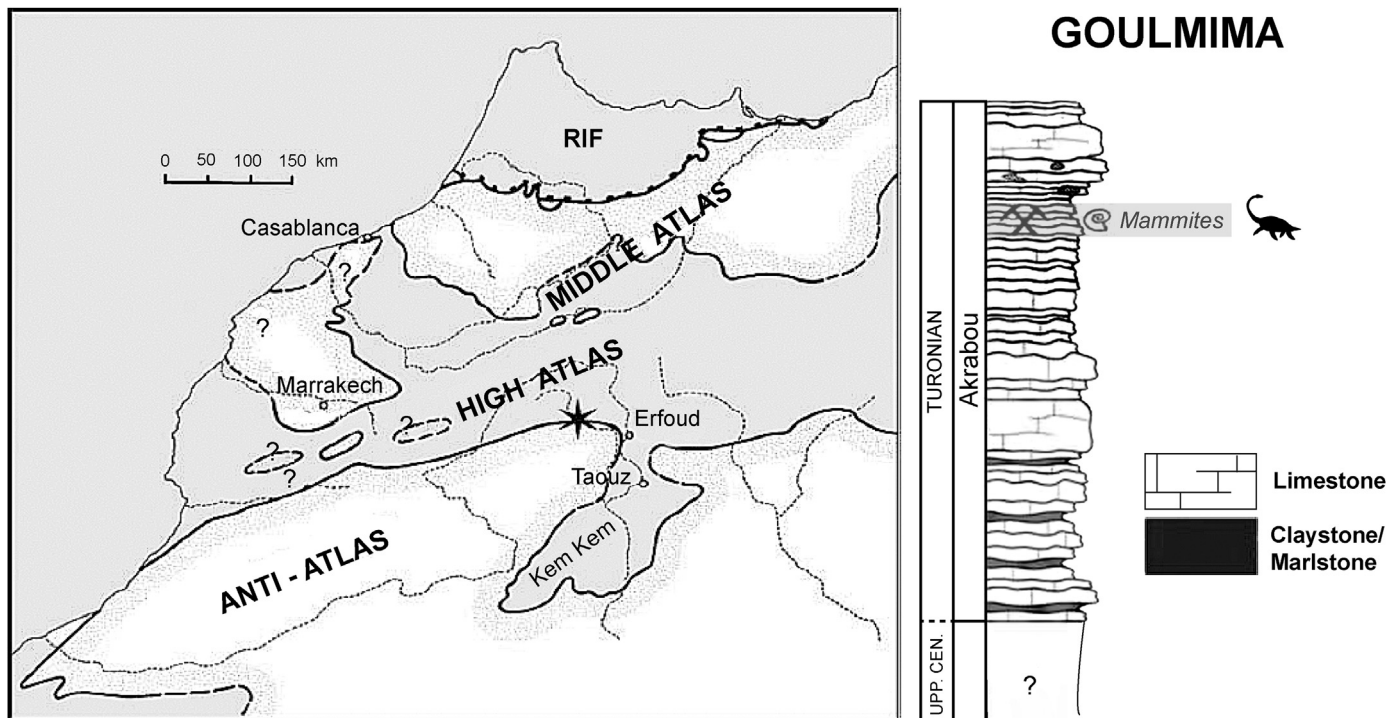 GOULMIMA
RIF
0 50 100 150 km
Casablanca
MIDDLE ATLAS
?
?
?
Marrakech
HIGH ATLAS
?
?
?
Erfoud
Taouz
Kem Kem
ANTI - ATLAS
Mammites
TURONIAN
Akrabou
UPP. CEN.
?
Limestone
Claystone/
Marlstone